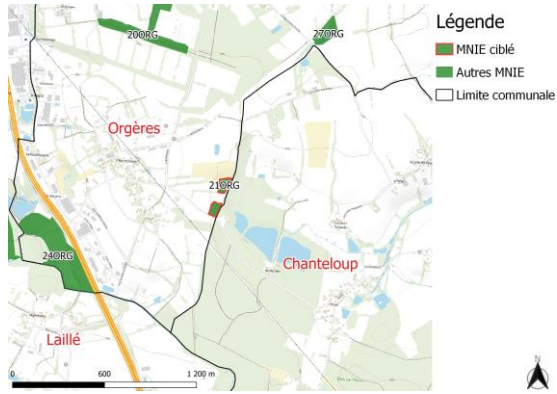 Légende
MNIE ciblé
Autres MNIE
Limite communale
20ORG
27ORG
Orgères
21ORG
Chanteloup
24ORG
Laillé
0 600 1 200 m
N